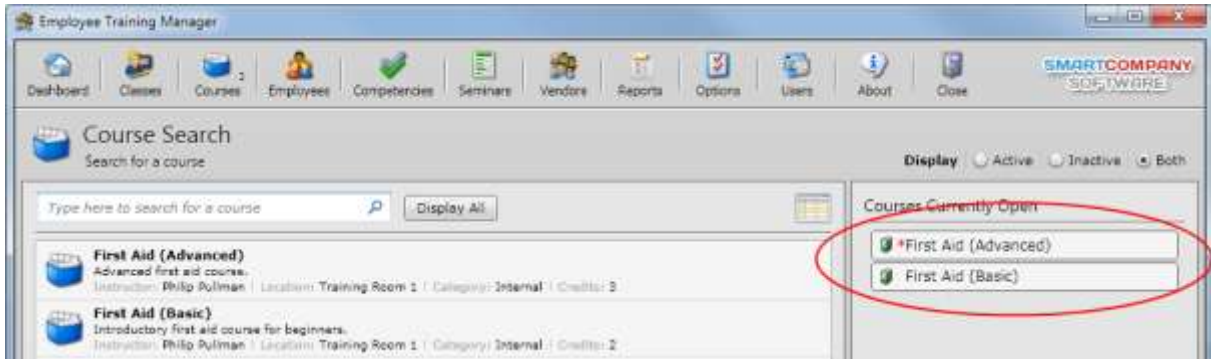 Employee Training Manager
Dashboard Classes Courses 2 Employees Competencies Seminars Vendors Reports Options Users About Close
SMARTCOMPANY
SOFTWARE
Course Search
Search for a course
Display Active Inactive Both
Type here to search for a course Display All
Courses Currently Open
First Aid (Advanced)
Advanced first aid course.
Instructor: Philip Pullman | Location: Training Room 1 | Category: Internal | Credits: 3
*First Aid (Advanced)
First Aid (Basic)
First Aid (Basic)
Introductory first aid course for beginners.
Instructor: Philip Pullman | Location: Training Room 1 | Category: Internal | Credits: 2